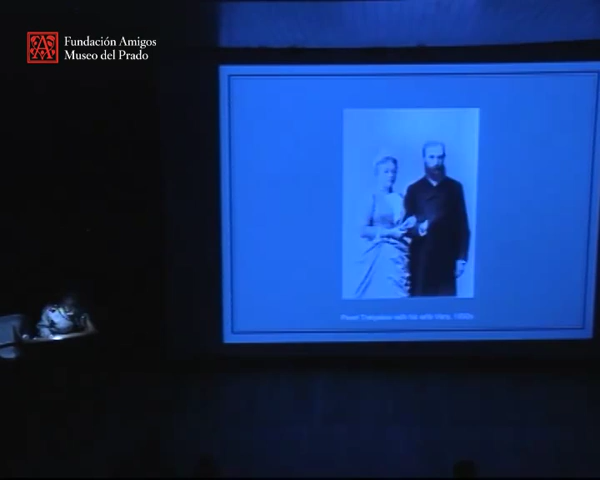 Fundación Amigos
Museo del Prado
Pavel Tretyakov with his wife Vera, 1880s